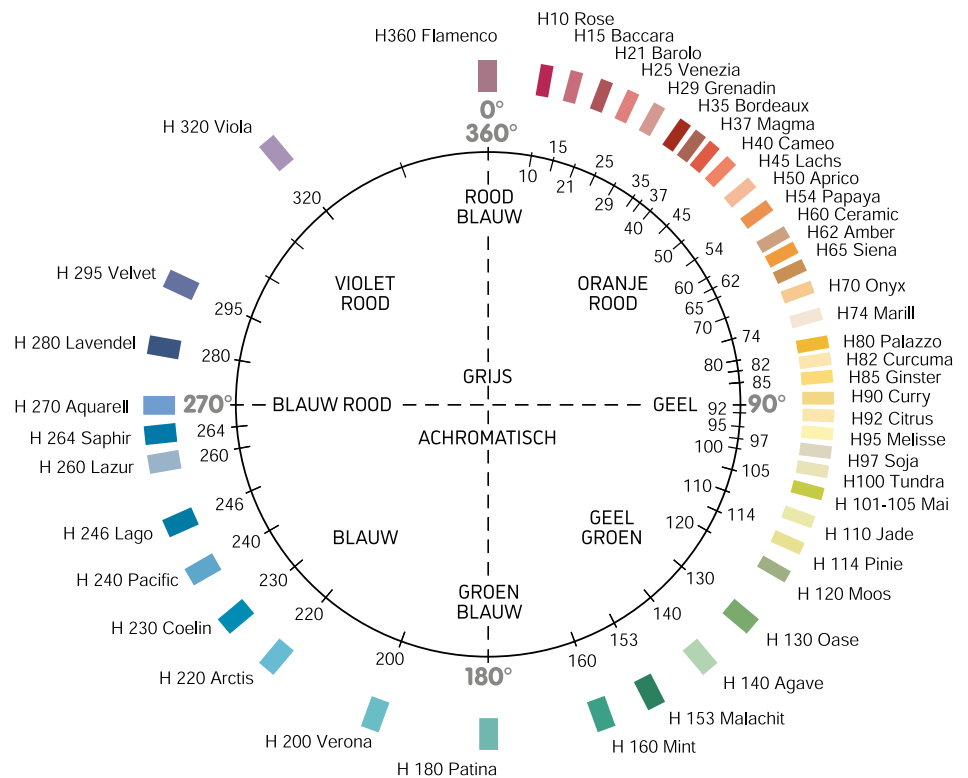 H10 Rose
H15 Baccara
H21 Barolo
H25 Venezia
H29 Grenadin
H35 Bordeaux
H37 Magma
H40 Cameo
H45 Lachs
H50 Aprico
H54 Papaya
H60 Ceramic
H62 Amber
H65 Siena
H70 Onyx
H74 Marill
H80 Palazzo
H82 Curcuma
H85 Ginster
H90 Curry
H92 Citrus
H95 Melisse
H97 Soja
H100 Tundra
H 101-105 Mai
H 110 Jade
H 114 Pinie
H 120 Moos
H 130 Oase
H 140 Agave
H 153 Malachit
H 160 Mint
H 180 Patina
H 200 Verona
H 220 Arctis
H 230 Coelin
H 240 Pacific
H 246 Lago
H 260 Lazur
H 264 Saphir
H 270 Aquarell
H 280 Lavendel
H 295 Velvet
H 320 Viola
H360 Flamenco
0°
360°
10
15
21
25
29
35
37
40
45
50
54
60
62
65
70
74
80
82
85
90°
92
95
97
100
105
110
114
120
130
140
153
160
180°
200
220
230
240
246
260
264
270°
280
295
320
ROOD
BLAUW
ORANJE
ROOD
GEEL
GEEL
GROEN
GROEN
BLAUW
BLAUW
BLAUW ROOD
VIOLET
ROOD
GRIJS
ACHROMATISCH